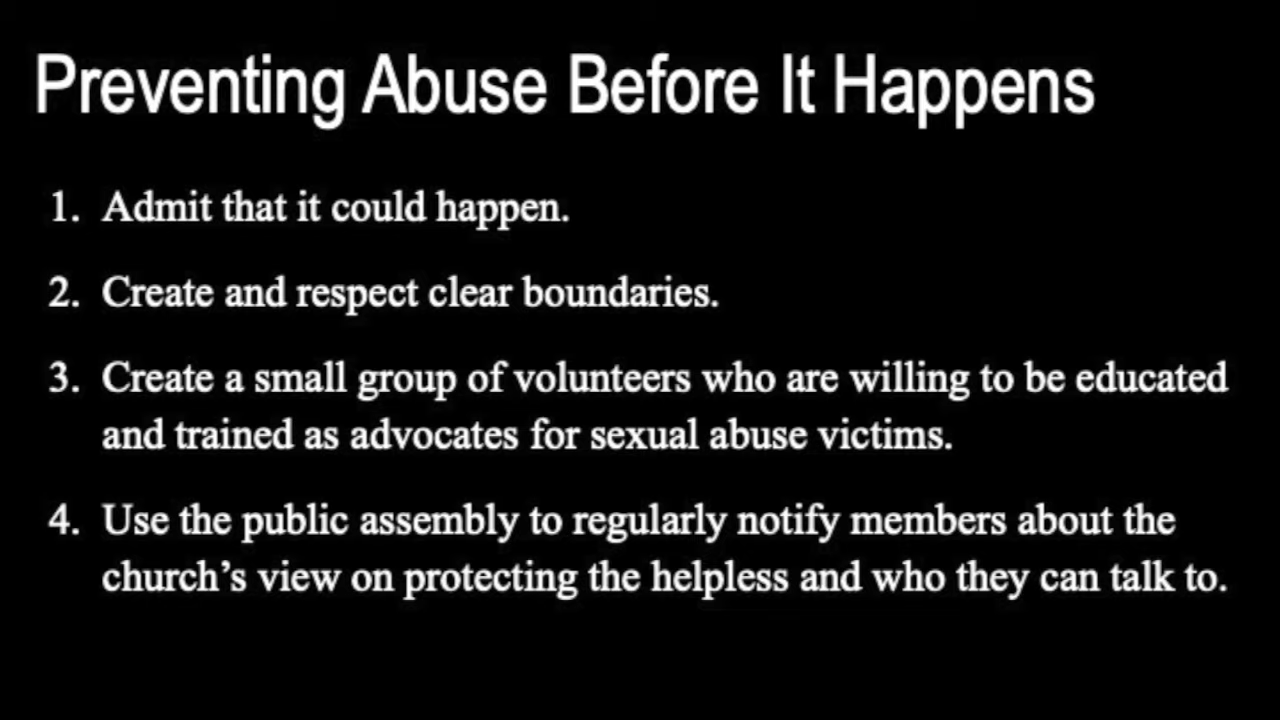 Preventing Abuse Before It Happens
1. Admit that it could happen.
2. Create and respect clear boundaries.
3. Create a small group of volunteers who are willing to be educated
and trained as advocates for sexual abuse victims.
4. Use the public assembly to regularly notify members about the
church’s view on protecting the helpless and who they can talk to.